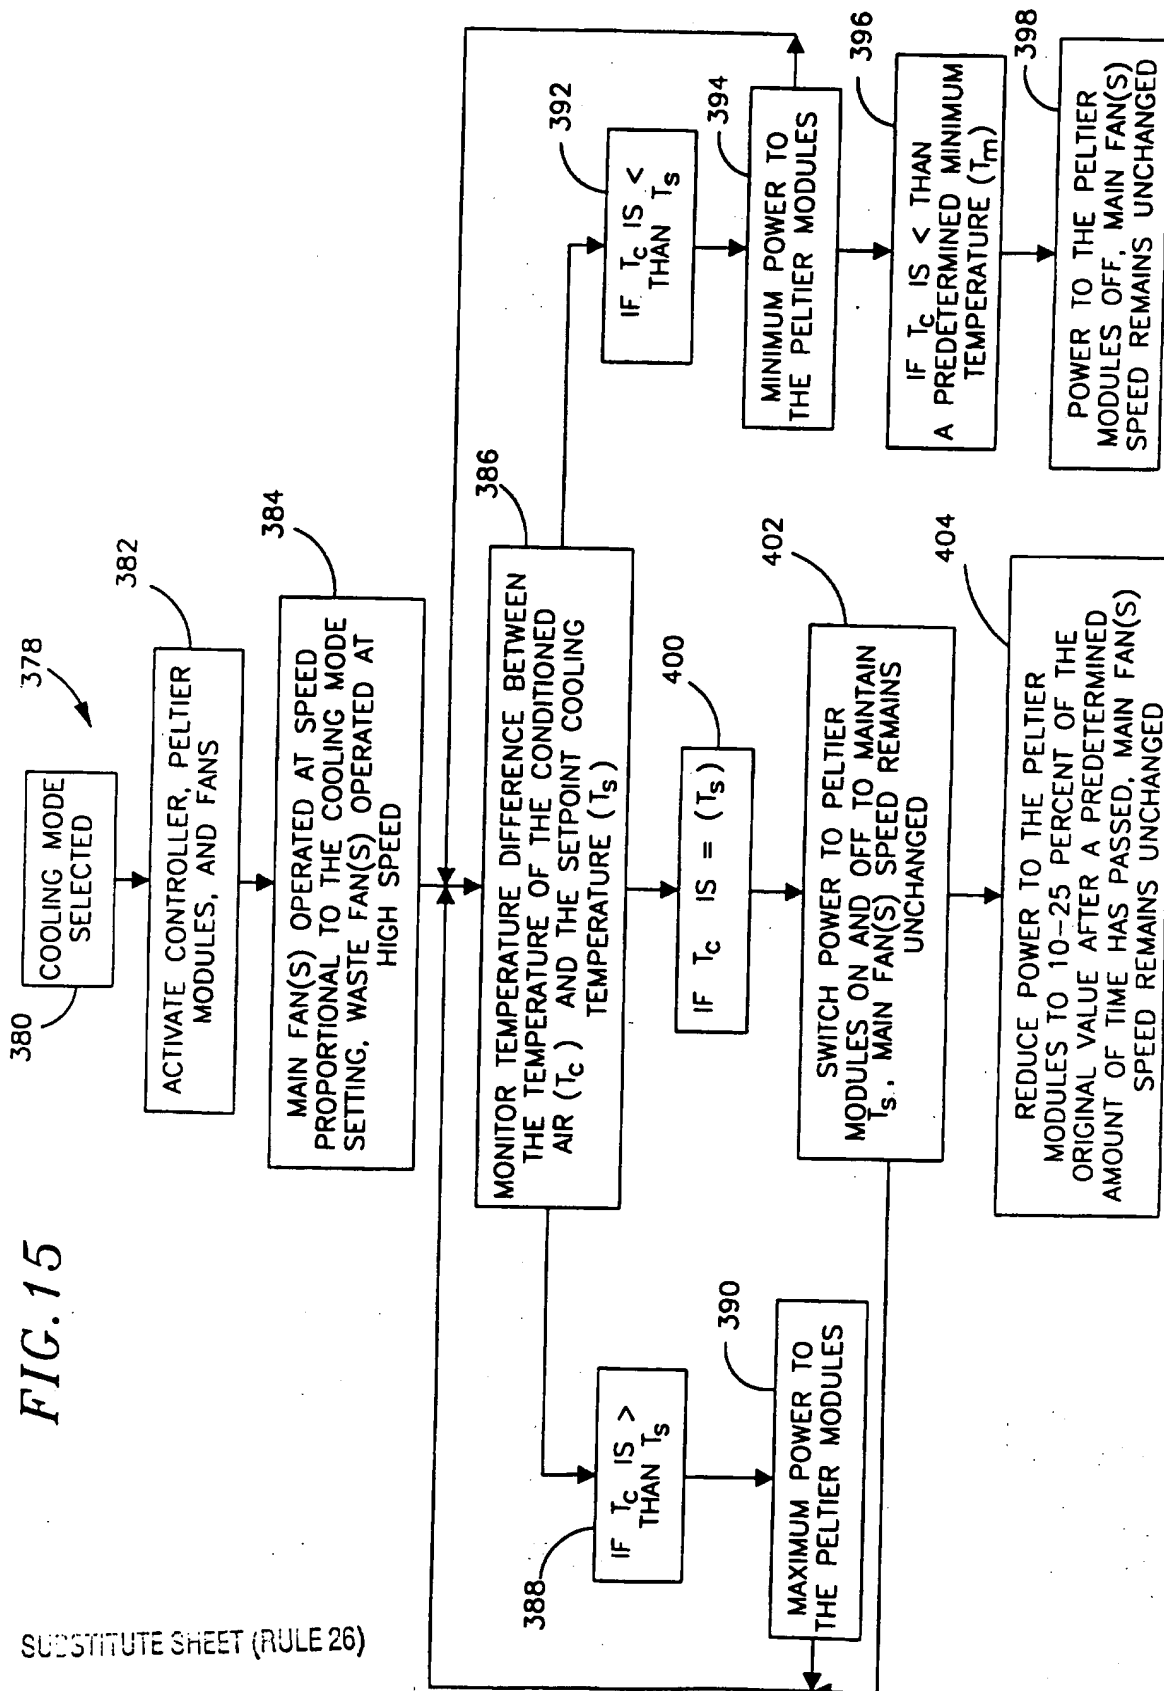 FIG. 15
378
COOLING MODE
SELECTED
380
ACTIVATE CONTROLLER, PELTIER
MODULES, AND FANS
382
MAIN FAN(S) OPERATED AT SPEED
PROPORTIONAL TO THE COOLING MODE
SETTING, WASTE FAN(S) OPERATED AT
HIGH SPEED
384
MONITOR TEMPERATURE DIFFERENCE BETWEEN
THE TEMPERATURE OF THE CONDITIONED
AIR (Tc) AND THE SETPOINT COOLING
TEMPERATURE (Ts)
386
IF Tc IS >
THAN Ts
388
MAXIMUM POWER TO
THE PELTIER MODULES
390
IF Tc IS <
THAN Ts
392
MINIMUM POWER TO
THE PELTIER MODULES
394
IF Tc IS < THAN
A PREDETERMINED MINIMUM
TEMPERATURE (Tm)
396
POWER TO THE PELTIER
MODULES OFF, MAIN FAN(S)
SPEED REMAINS UNCHANGED
398
IF Tc IS = (Ts)
400
SWITCH POWER TO PELTIER
MODULES ON AND OFF TO MAINTAIN
Ts, MAIN FAN(S) SPEED REMAINS
UNCHANGED
402
REDUCE POWER TO THE PELTIER
MODULES TO 10-25 PERCENT OF THE
ORIGINAL VALUE AFTER A PREDETERMINED
AMOUNT OF TIME HAS PASSED, MAIN FAN(S)
SPEED REMAINS UNCHANGED
404
SUBSTITUTE SHEET (RULE 26)